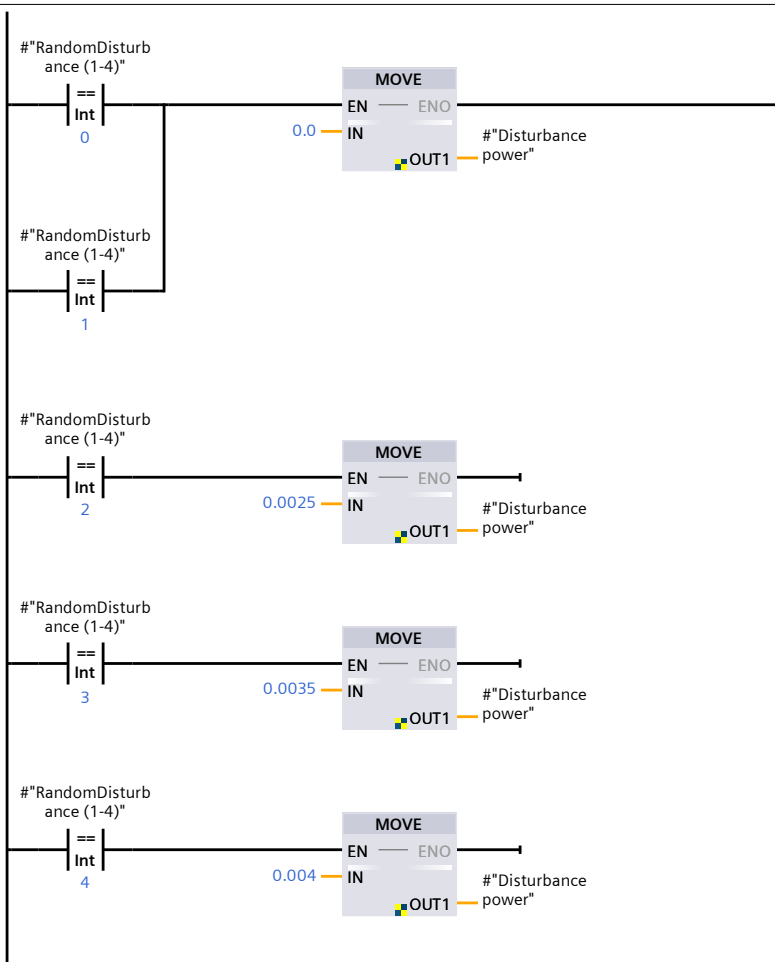 #"RandomDisturb
ance (1-4)"
==
Int
0
MOVE
EN
ENO
0.0
IN
OUT1
#"Disturbance
power"
#"RandomDisturb
ance (1-4)"
==
Int
1
#"RandomDisturb
ance (1-4)"
==
Int
2
MOVE
EN
ENO
0.0025
IN
OUT1
#"Disturbance
power"
#"RandomDisturb
ance (1-4)"
==
Int
3
MOVE
EN
ENO
0.0035
IN
OUT1
#"Disturbance
power"
#"RandomDisturb
ance (1-4)"
==
Int
4
MOVE
EN
ENO
0.004
IN
OUT1
#"Disturbance
power"